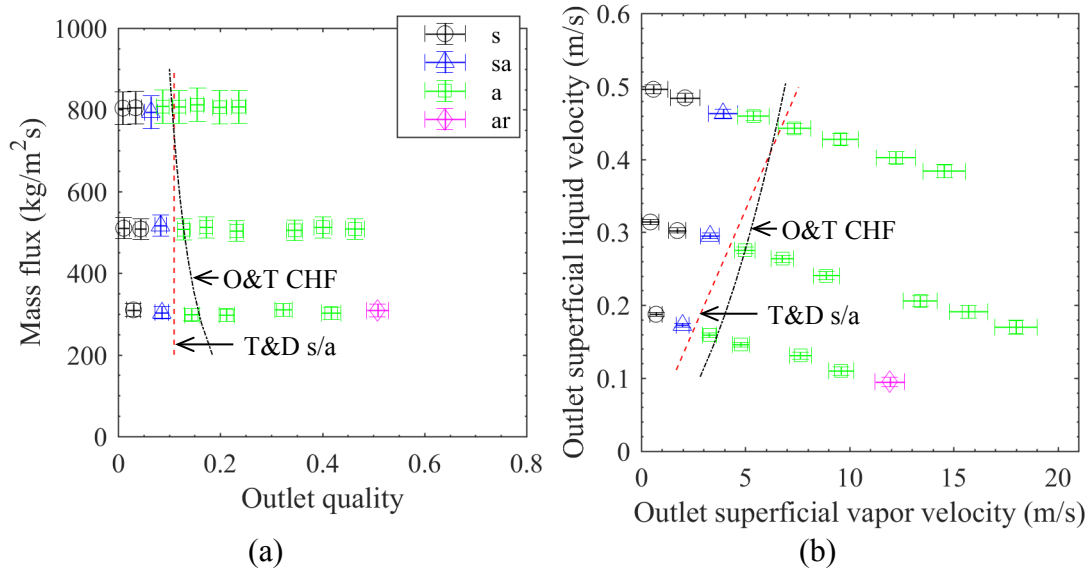 1000
800
600
400
200
0
0
0.2
0.4
0.6
0.8
Mass flux (kg/m²s)
Outlet quality
s
sa
a
ar
O&T CHF
T&D s/a
(a)
0.6
0.5
0.4
0.3
0.2
0.1
0
0
5
10
15
20
Outlet superficial liquid velocity (m/s)
Outlet superficial vapor velocity (m/s)
O&T CHF
T&D s/a
(b)